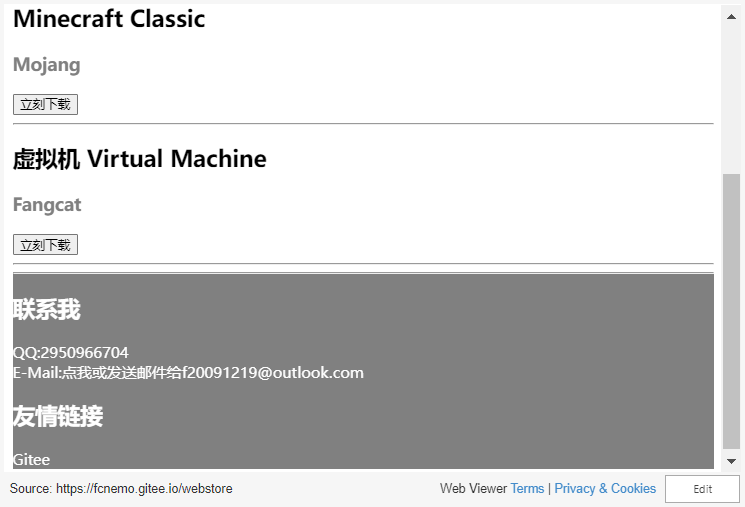 Minecraft Classic
Mojang
立刻下载
虚拟机 Virtual Machine
Fangcat
立刻下载
联系我
QQ:2950966704
E-Mail:点我或发送邮件给f20091219@outlook.com
友情链接
Gitee
Source: https://fcnemo.gitee.io/webstore
Web Viewer Terms | Privacy & Cookies
Edit